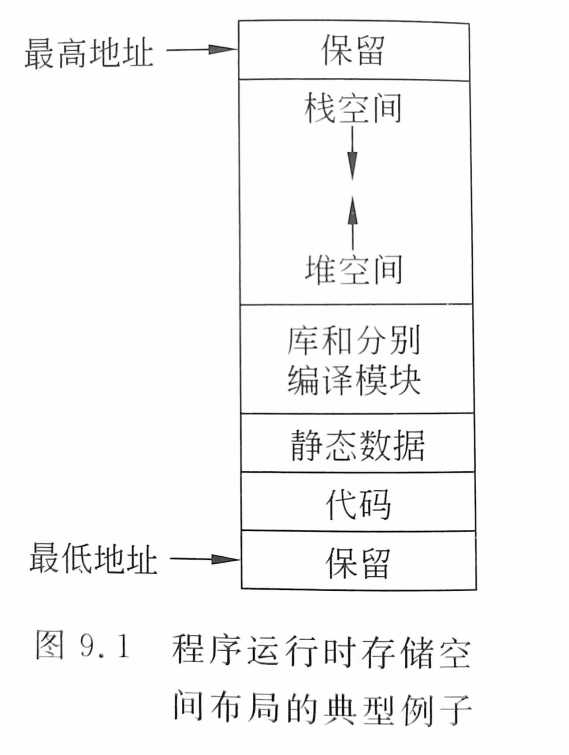 最高地址
保留
栈空间
堆空间
库和分别
编译模块
静态数据
代码
最低地址
保留
图 9.1 程序运行时存储空
间布局的典型例子